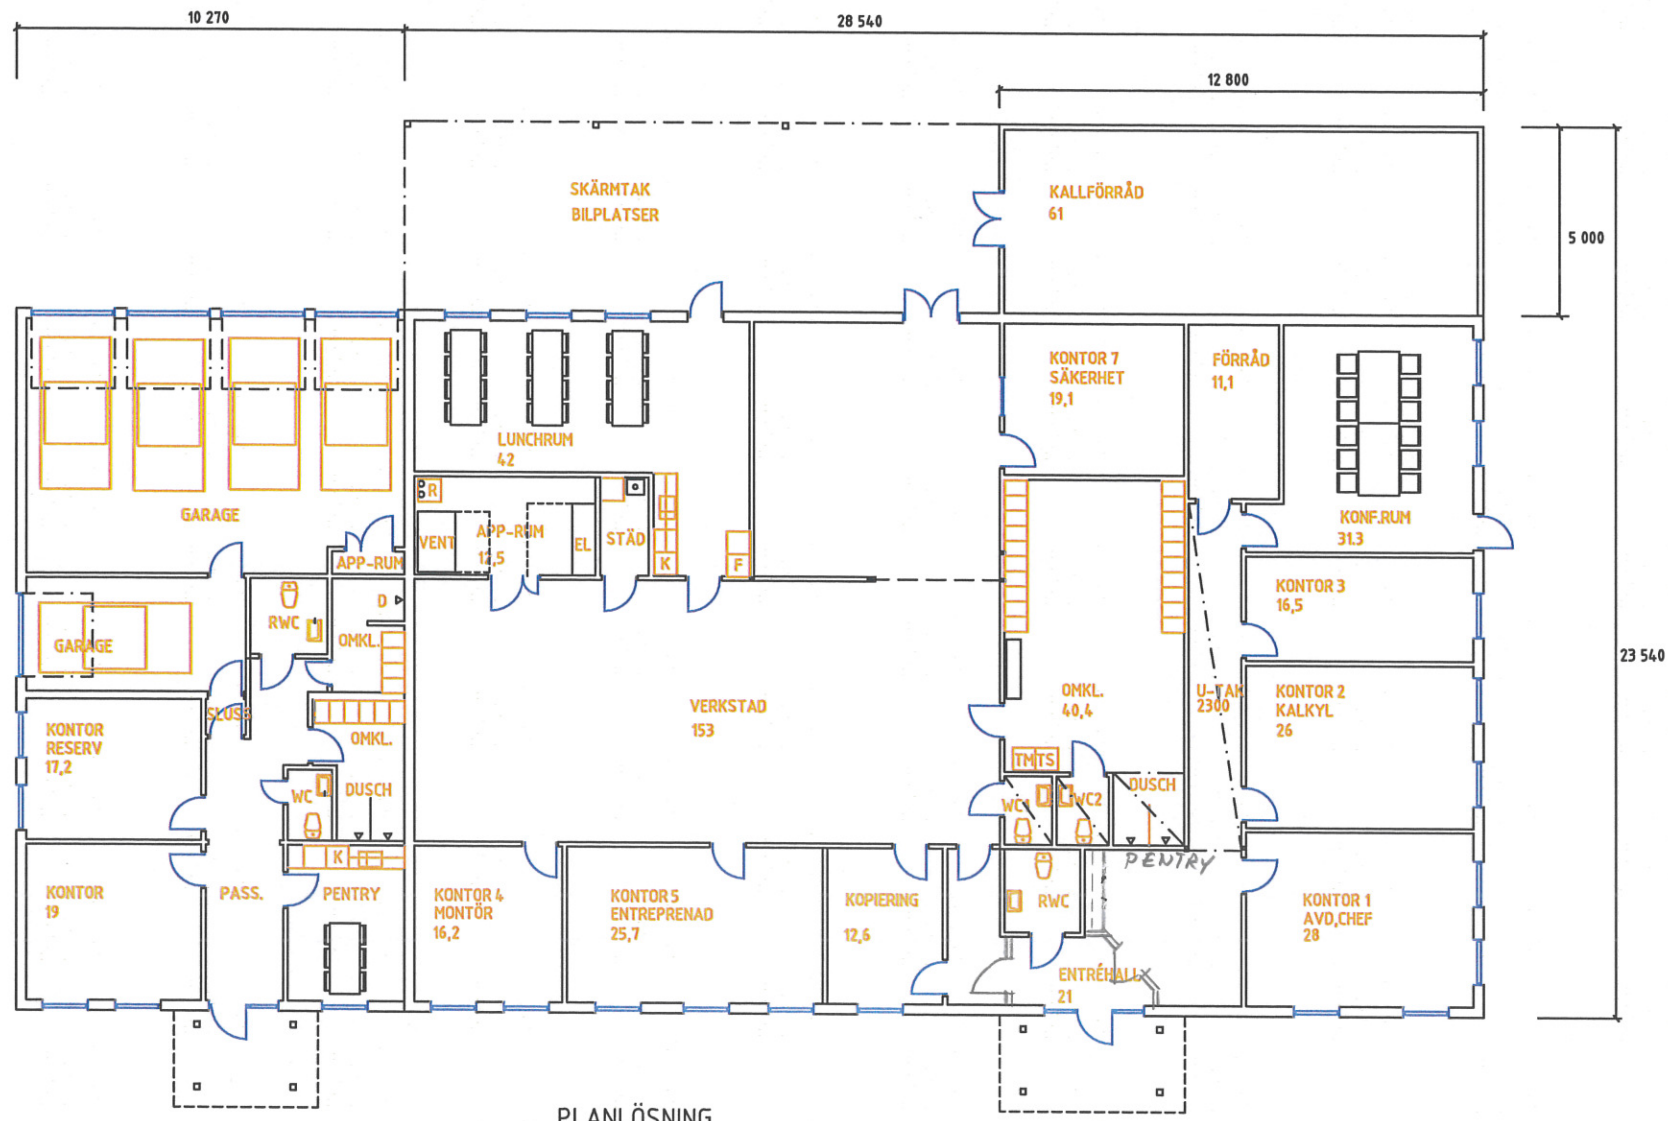 10 270
28 540
12 800
SKÄRMTAK
BILPLATSER
KALLFÖRRÅD
61
5 000
KONTOR 7
SÄKERHET
19,1
FÖRRÅD
11,1
LUNCHRUM
42
GARAGE
R
VENT
APP-RUM
12,5
EL
STÄD
K
F
KONF.RUM
31.3
APP-RUM
GARAGE
RWC
D
OMKL.
KONTOR 3
16,5
23 540
SLUSS
KONTOR
RESERV
17,2
OMKL.
VERKSTAD
153
OMKL.
40,4
U-TAK
2300
KONTOR 2
KALKYL
26
TM
TS
WC
DUSCH
WC1
WC2
DUSCH
PENTRY
K
KONTOR
19
PASS.
PENTRY
KONTOR 4
MONTÖR
16,2
KONTOR 5
ENTREPRENAD
25,7
KOPIERING
12,6
RWC
KONTOR 1
AVD,CHEF
28
ENTRÉHALL
21
PLANLÖSNING